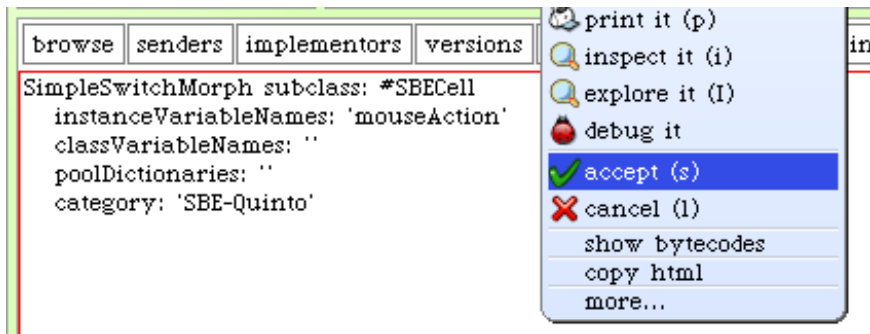 print it (p)
browse senders implementors versions in
inspect it (i)
SimpleSwitchMorph subclass: #SBECell
explore it (I)
instanceVariableNames: 'mouseAction'
debug it
classVariableNames: ''
poolDictionaries: ''
accept (s)
category: 'SBE-Quinto'
cancel (l)
show bytecodes
copy html
more...